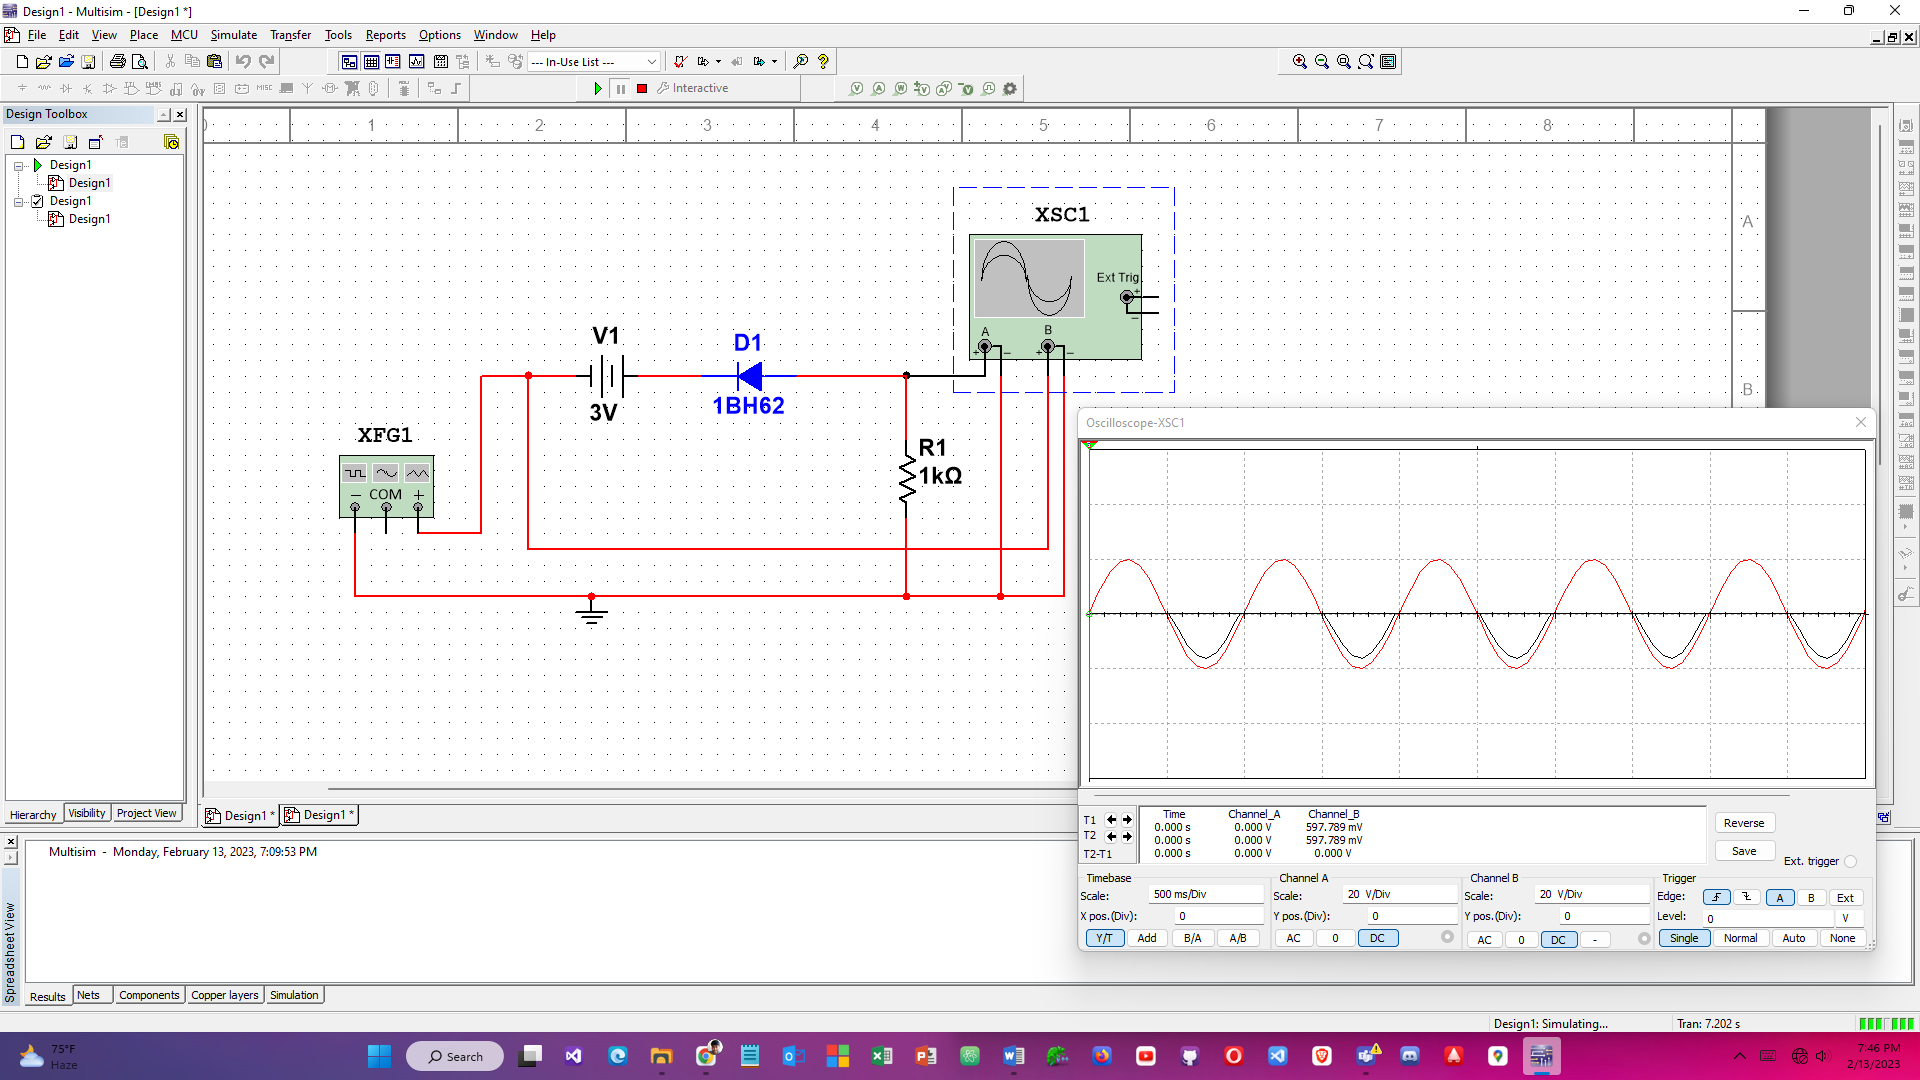 Design1 - Multisim - [Design1 *]
File Edit View Place MCU Simulate Transfer Tools Reports Options Window Help
--- In-Use List ---
Interactive
Design Toolbox
Design1
Design1
Design1
Design1
Hierarchy Visibility Project View
0 1 2 3 4 5 6 7 8
A
B
XSC1
Ext Trig
A B
V1
3V
D1
1BH62
XFG1
COM
R1
1kΩ
Design1 * Design1 *
Oscilloscope-XSC1
Time Channel_A Channel_B
T1 0.000 s 0.000 V 597.789 mV
T2 0.000 s 0.000 V 597.789 mV
T2-T1 0.000 s 0.000 V 0.000 V
Reverse
Save
Ext. trigger
Timebase Channel A Channel B Trigger
Scale: 500 ms/Div Scale: 20 V/Div Scale: 20 V/Div Edge: A B Ext
X pos.(Div): 0 Y pos.(Div): 0 Y pos.(Div): 0 Level: 0 V
Y/T Add B/A A/B AC 0 DC AC 0 DC - Single Normal Auto None
Multisim - Monday, February 13, 2023, 7:09:53 PM
Spreadsheet View
Results Nets Components Copper layers Simulation
Design1: Simulating... Tran: 7.202 s
75°F
Haze
Search
7:46 PM
2/13/2023